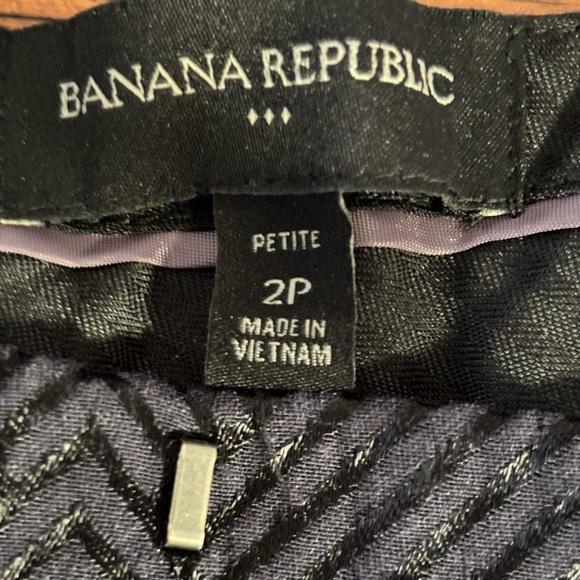 BANANA REPUBLIC
PETITE
2P
MADE IN
VIETNAM